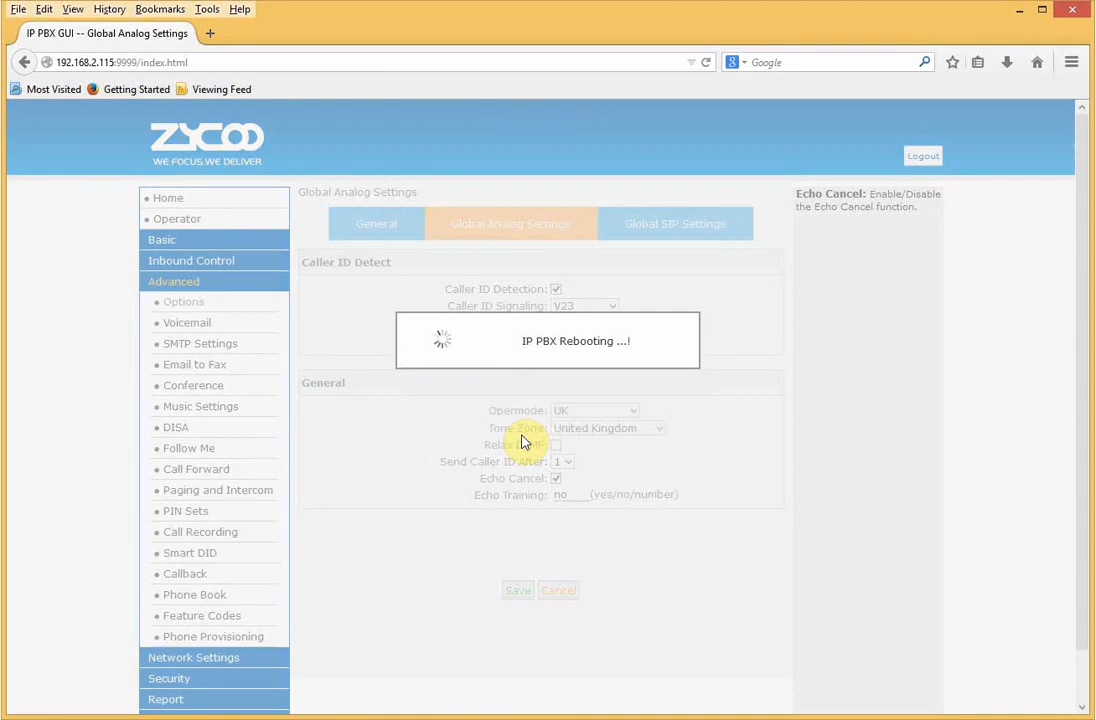 File Edit View History Bookmarks Tools Help
IP PBX GUI -- Global Analog Settings
192.168.2.115:9999/index.html
Google
Most Visited Getting Started Viewing Feed
ZYCOO
WE FOCUS.WE DELIVER
Logout
Home
Operator
Basic
Inbound Control
Advanced
Options
Voicemail
SMTP Settings
Email to Fax
Conference
Music Settings
DISA
Follow Me
Call Forward
Paging and Intercom
PIN Sets
Call Recording
Smart DID
Callback
Phone Book
Feature Codes
Phone Provisioning
Network Settings
Security
Report
Global Analog Settings
General Global Analog Settings Global SIP Settings
Caller ID Detect
Caller ID Detection:
Caller ID Signaling: V23
IP PBX Rebooting ...!
General
Opermode: UK
Tone Zone: United Kingdom
Relax DTMF:
Send Caller ID After: 1
Echo Cancel:
Echo Training: no (yes/no/number)
Save Cancel
Echo Cancel: Enable/Disable
the Echo Cancel function.